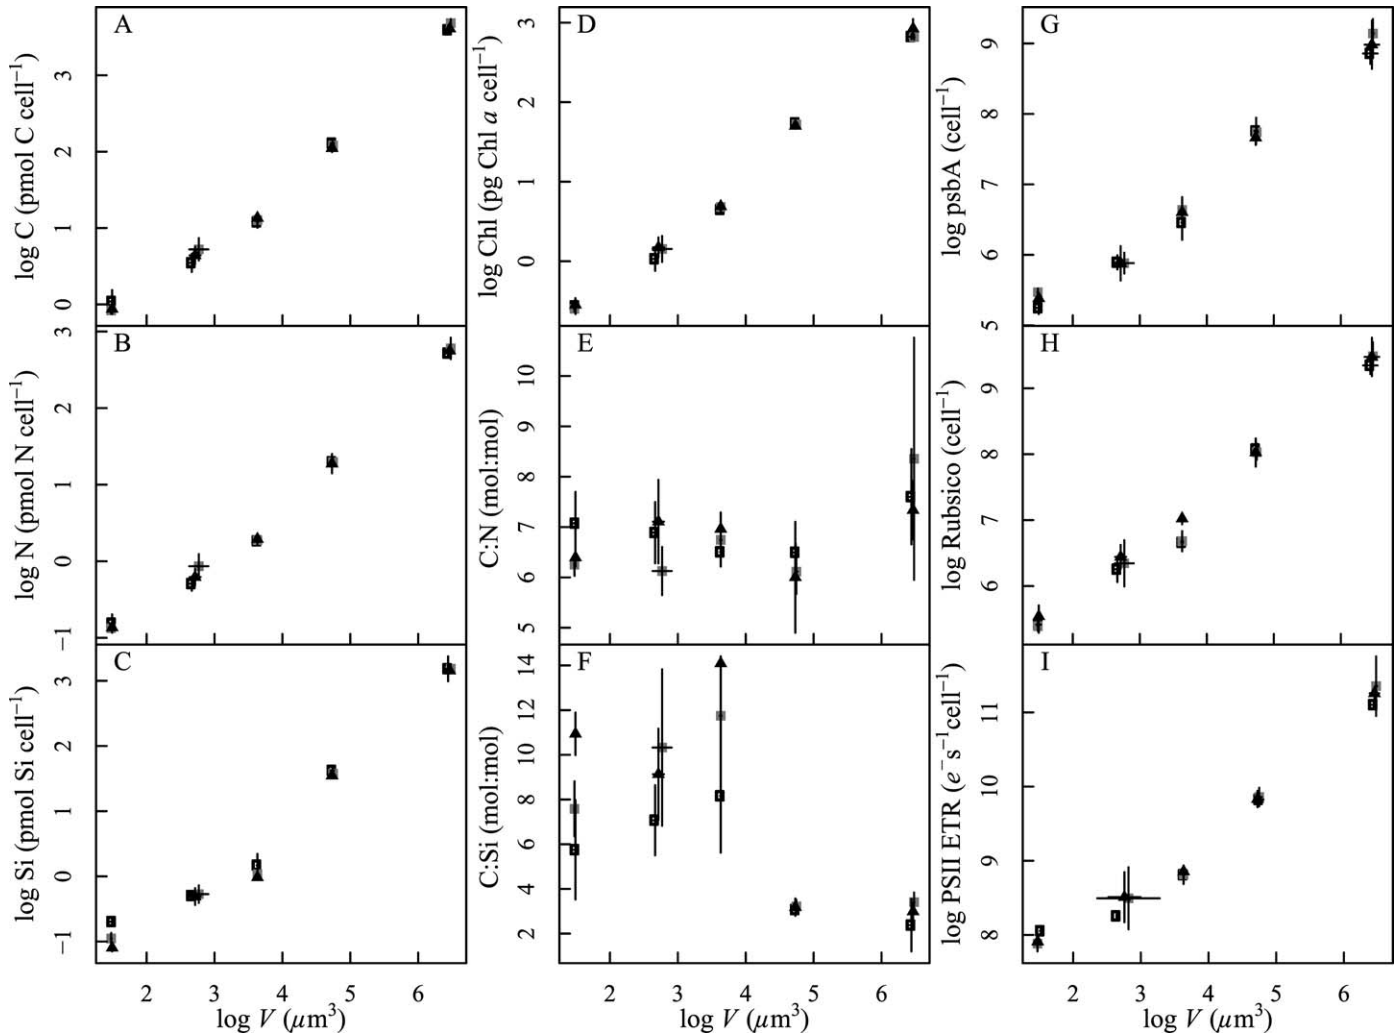 A
log C (pmol C cell⁻¹)
0
1
2
3
B
log N (pmol N cell⁻¹)
−1
0
1
2
3
C
log Si (pmol Si cell⁻¹)
−1
0
1
2
3
2 3 4 5 6
log V (μm³)
D
log Chl (pg Chl a cell⁻¹)
0
1
2
3
E
C:N (mol:mol)
5
6
7
8
10
F
C:Si (mol:mol)
2
4
6
8
10
12
14
2 3 4 5 6
log V (μm³)
G
log psbA (cell⁻¹)
5
6
7
8
9
H
log Rubsico (cell⁻¹)
6
7
8
9
I
log PSII ETR (e⁻s⁻¹cell⁻¹)
8
9
10
11
2 3 4 5 6
log V (μm³)